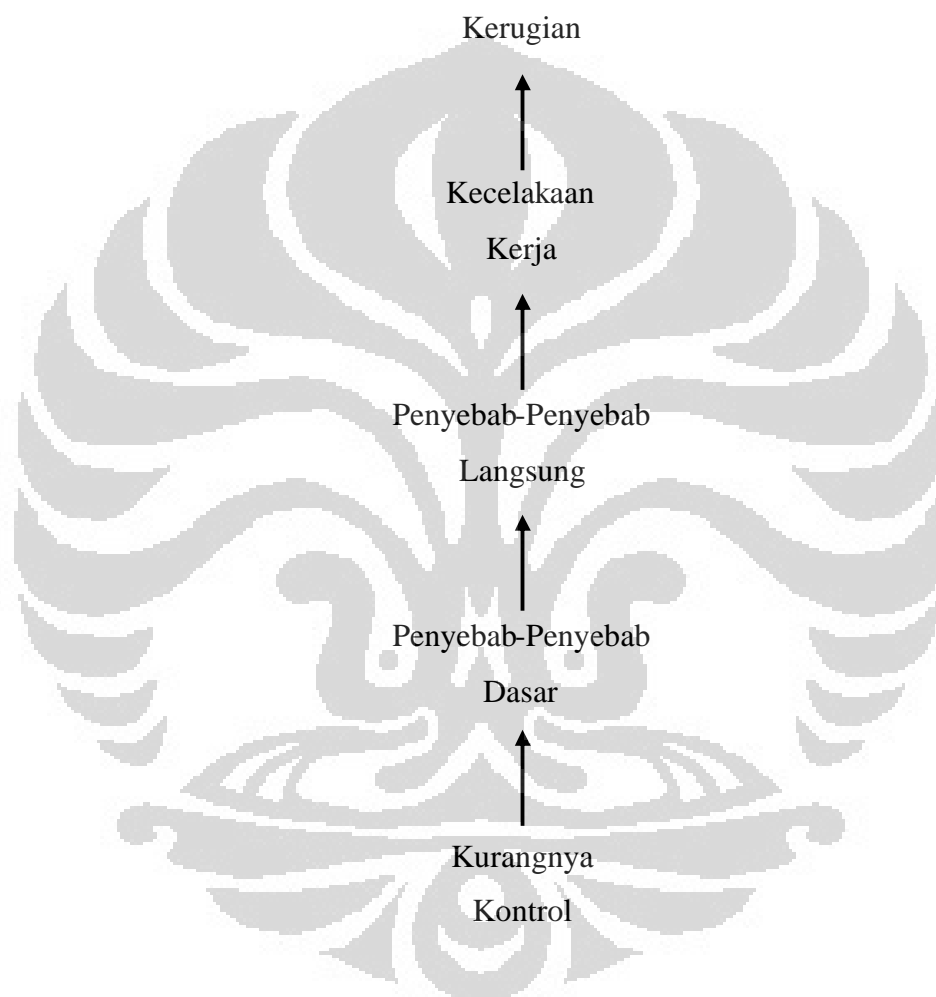 Kerugian
Kecelakaan
Kerja
Penyebab-Penyebab
Langsung
Penyebab-Penyebab
Dasar
Kurangnya
Kontrol